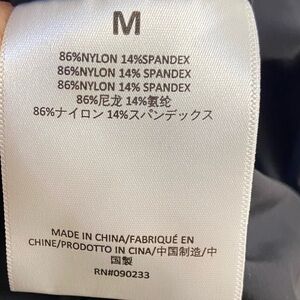 M
86%NYLON 14%SPANDEX
86%NYLON 14% SPANDEX
86%NYLON 14% SPANDEX
86%尼龙 14%氨纶
86%ナイロン 14%スパンデックス
MADE IN CHINA/FABRIQUÉ EN
CHINE/PRODOTTO IN CINA/中国制造/中
国製
RN#090233